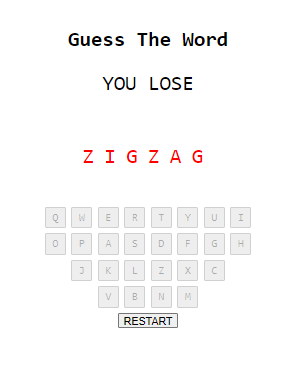 Guess The Word
YOU LOSE
Z I G Z A G
Q W E R T Y U I
O P A S D F G H
J K L Z X C
V B N M
RESTART